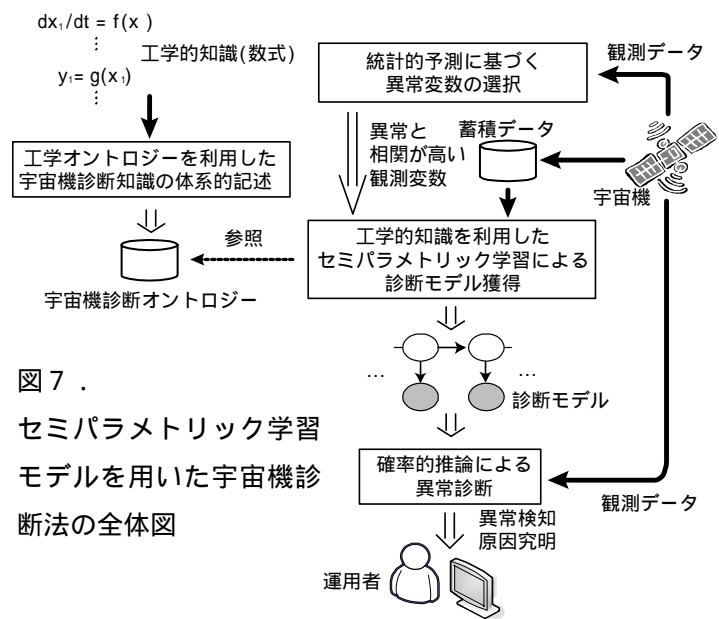 dx₁/dt = f(x )
⋮
工学的知識(数式)
y₁= g(x₁)
⋮
工学オントロジーを利用した
宇宙機診断知識の体系的記述
宇宙機診断オントロジー
参照
統計的予測に基づく
異常変数の選択
観測データ
異常と
相関が高い
観測変数
蓄積データ
宇宙機
工学的知識を利用した
セミパラメトリック学習による
診断モデル獲得
…
…
診断モデル
確率的推論による
異常診断
観測データ
異常検知
原因究明
運用者
図7.
セミパラメトリック学習
モデルを用いた宇宙機診
断法の全体図